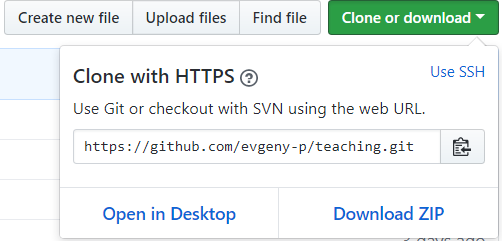 Create new file Upload files Find file Clone or download
Clone with HTTPS ? Use SSH
Use Git or checkout with SVN using the web URL.
https://github.com/evgeny-p/teaching.git
Open in Desktop Download ZIP
days ago